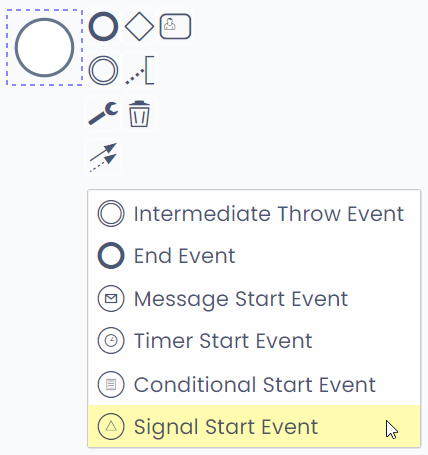 Intermediate Throw Event
End Event
Message Start Event
Timer Start Event
Conditional Start Event
Signal Start Event